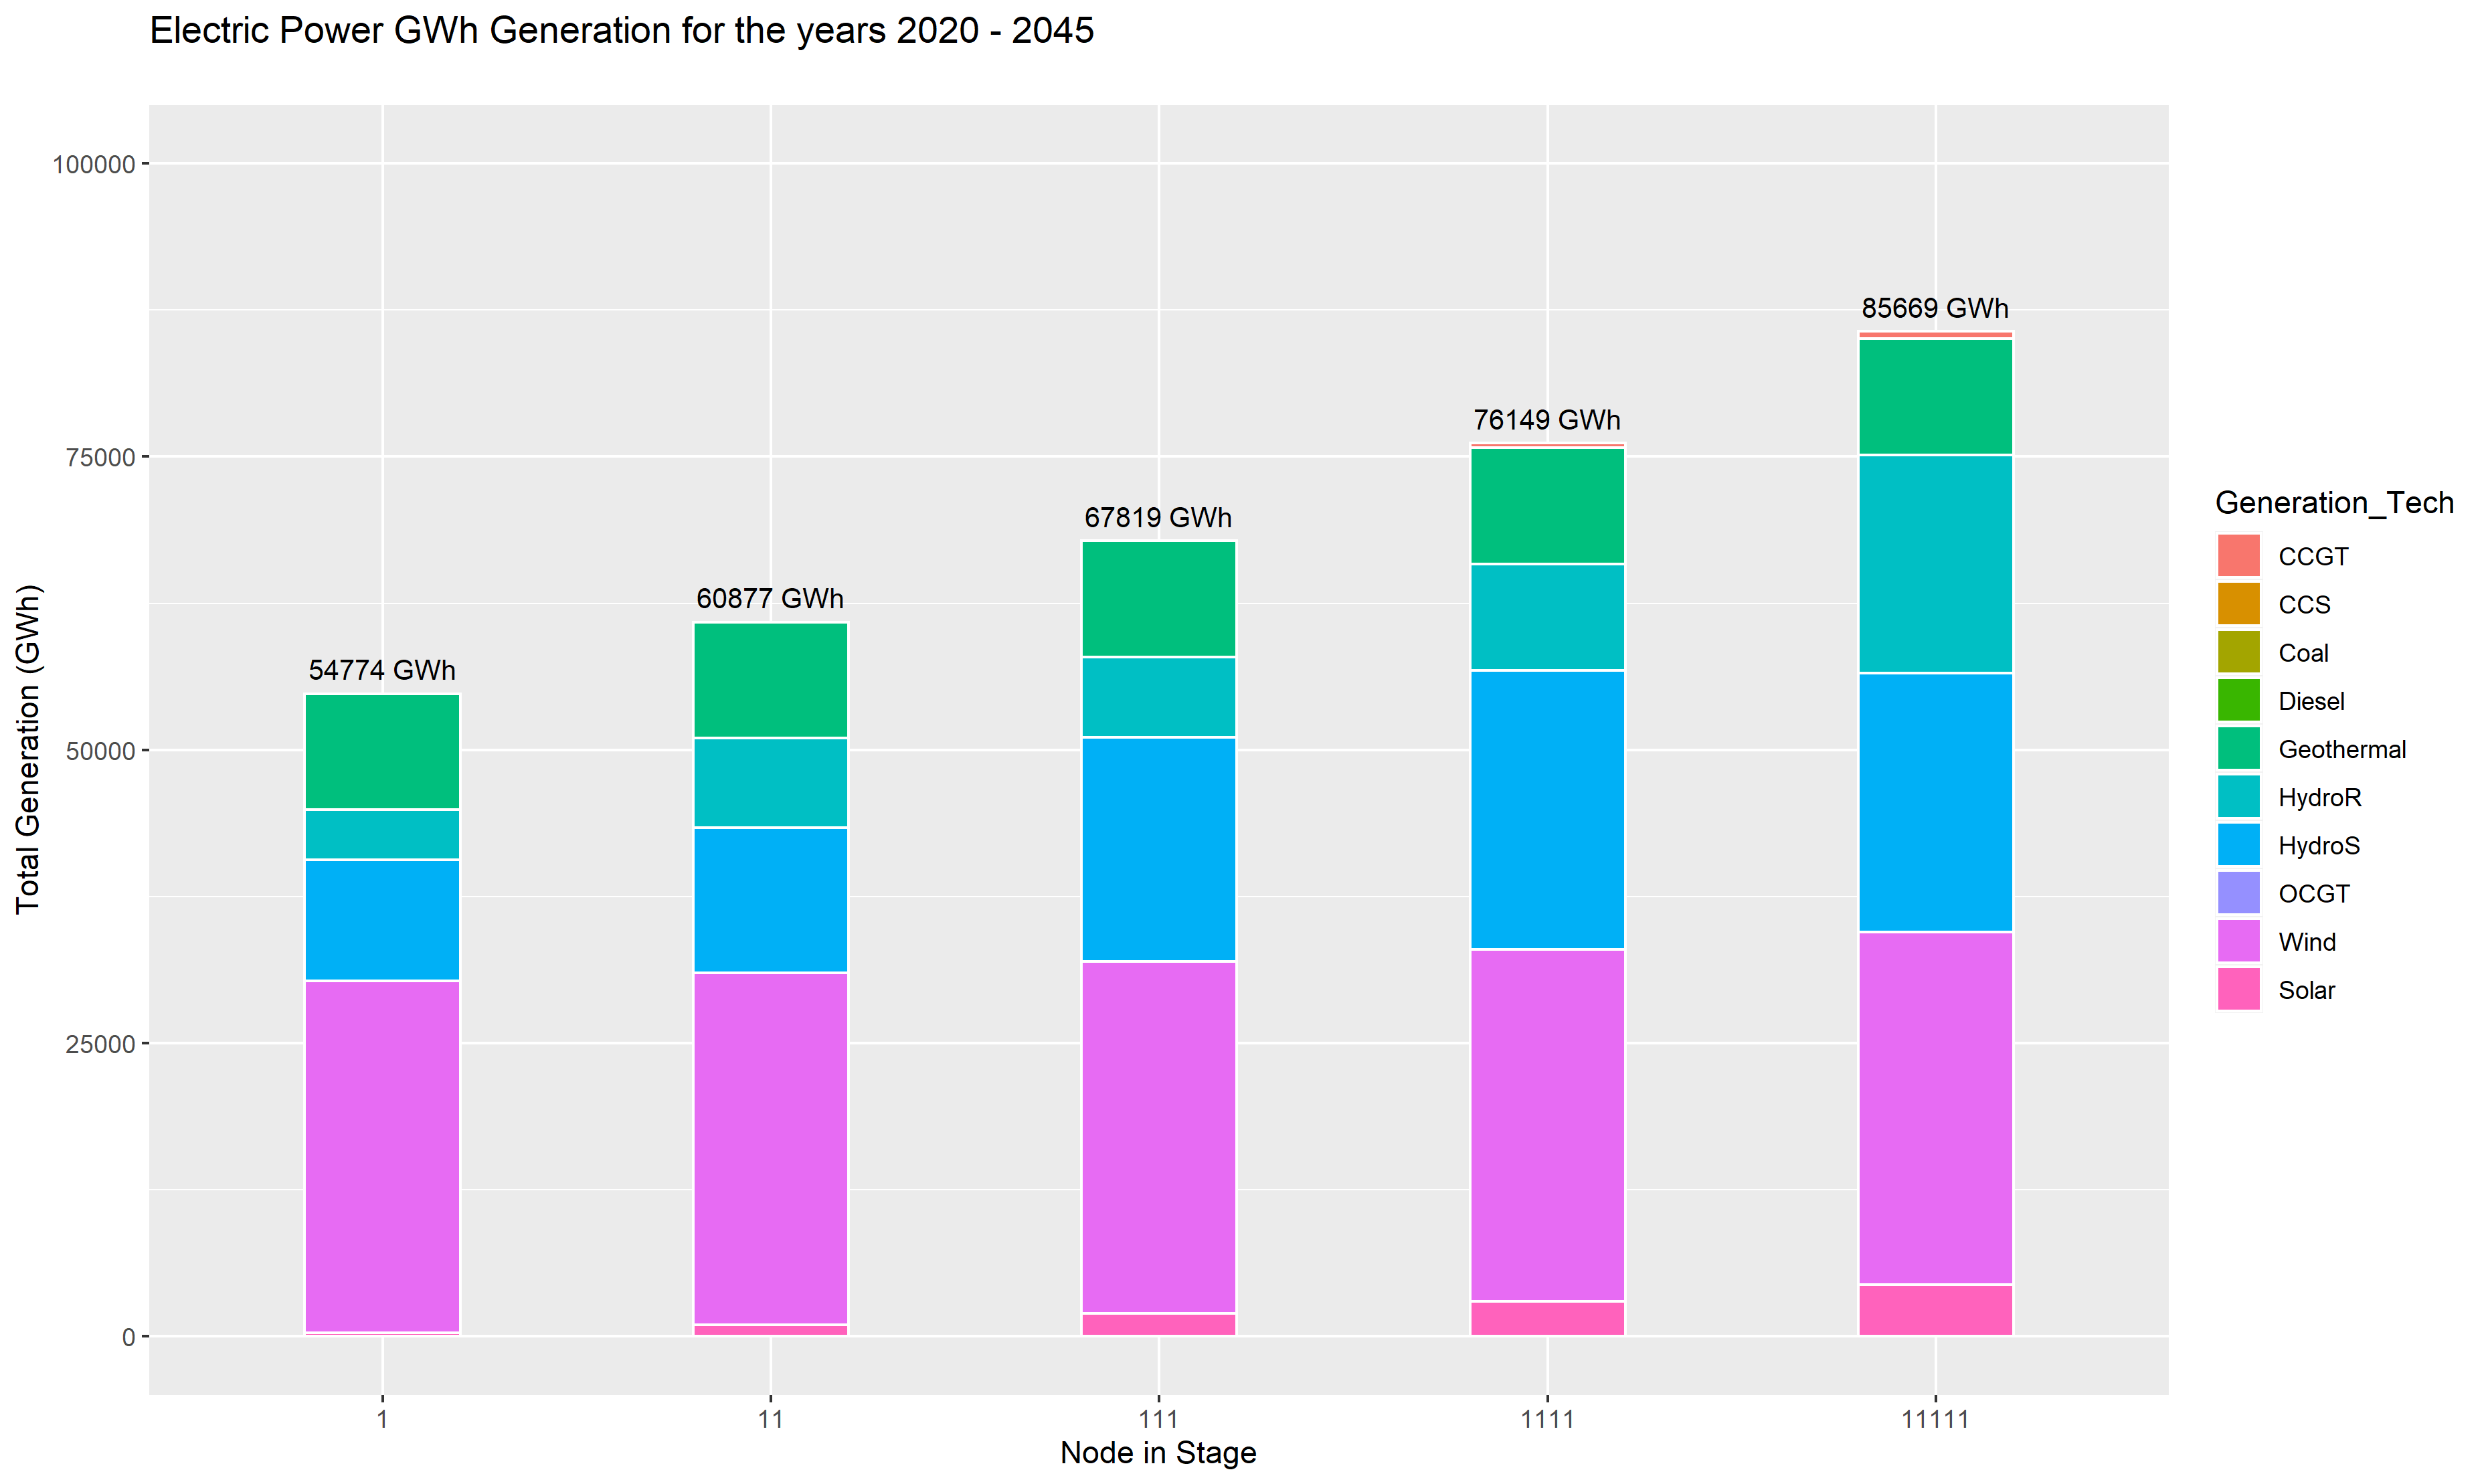 Electric Power GWh Generation for the years 2020 - 2045
Total Generation (GWh)
100000
75000
50000
25000
0
54774 GWh
60877 GWh
67819 GWh
76149 GWh
85669 GWh
1
11
111
1111
11111
Node in Stage
Generation_Tech
CCGT
CCS
Coal
Diesel
Geothermal
HydroR
HydroS
OCGT
Wind
Solar